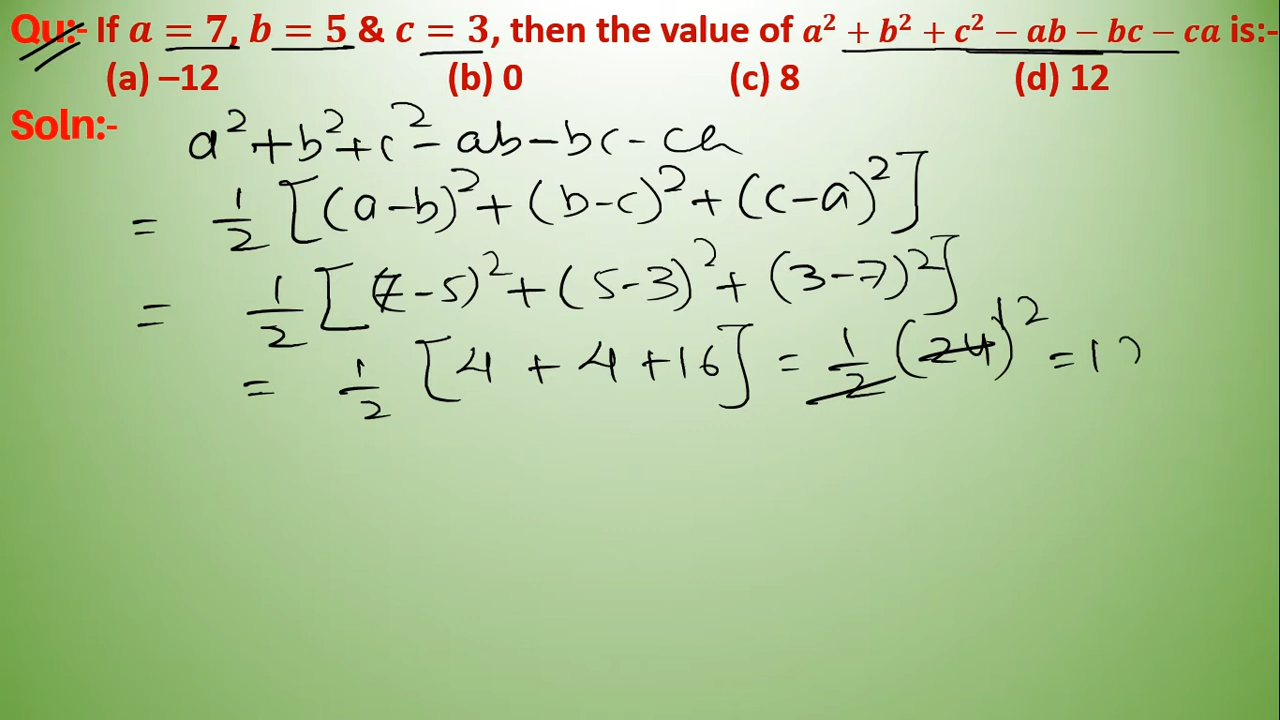 Qu:- If a = 7, b = 5 & c = 3, then the value of a² + b² + c² − ab − bc − ca is:-
(a) –12 (b) 0 (c) 8 (d) 12
Soln:- a² + b² + c² - ab - bc - ca
= 1/2 [(a-b)² + (b-c)² + (c-a)²]
= 1/2 [(7-5)² + (5-3)² + (3-7)²]
= 1/2 [4 + 4 + 16] = 1/2 (24) 12 = 12